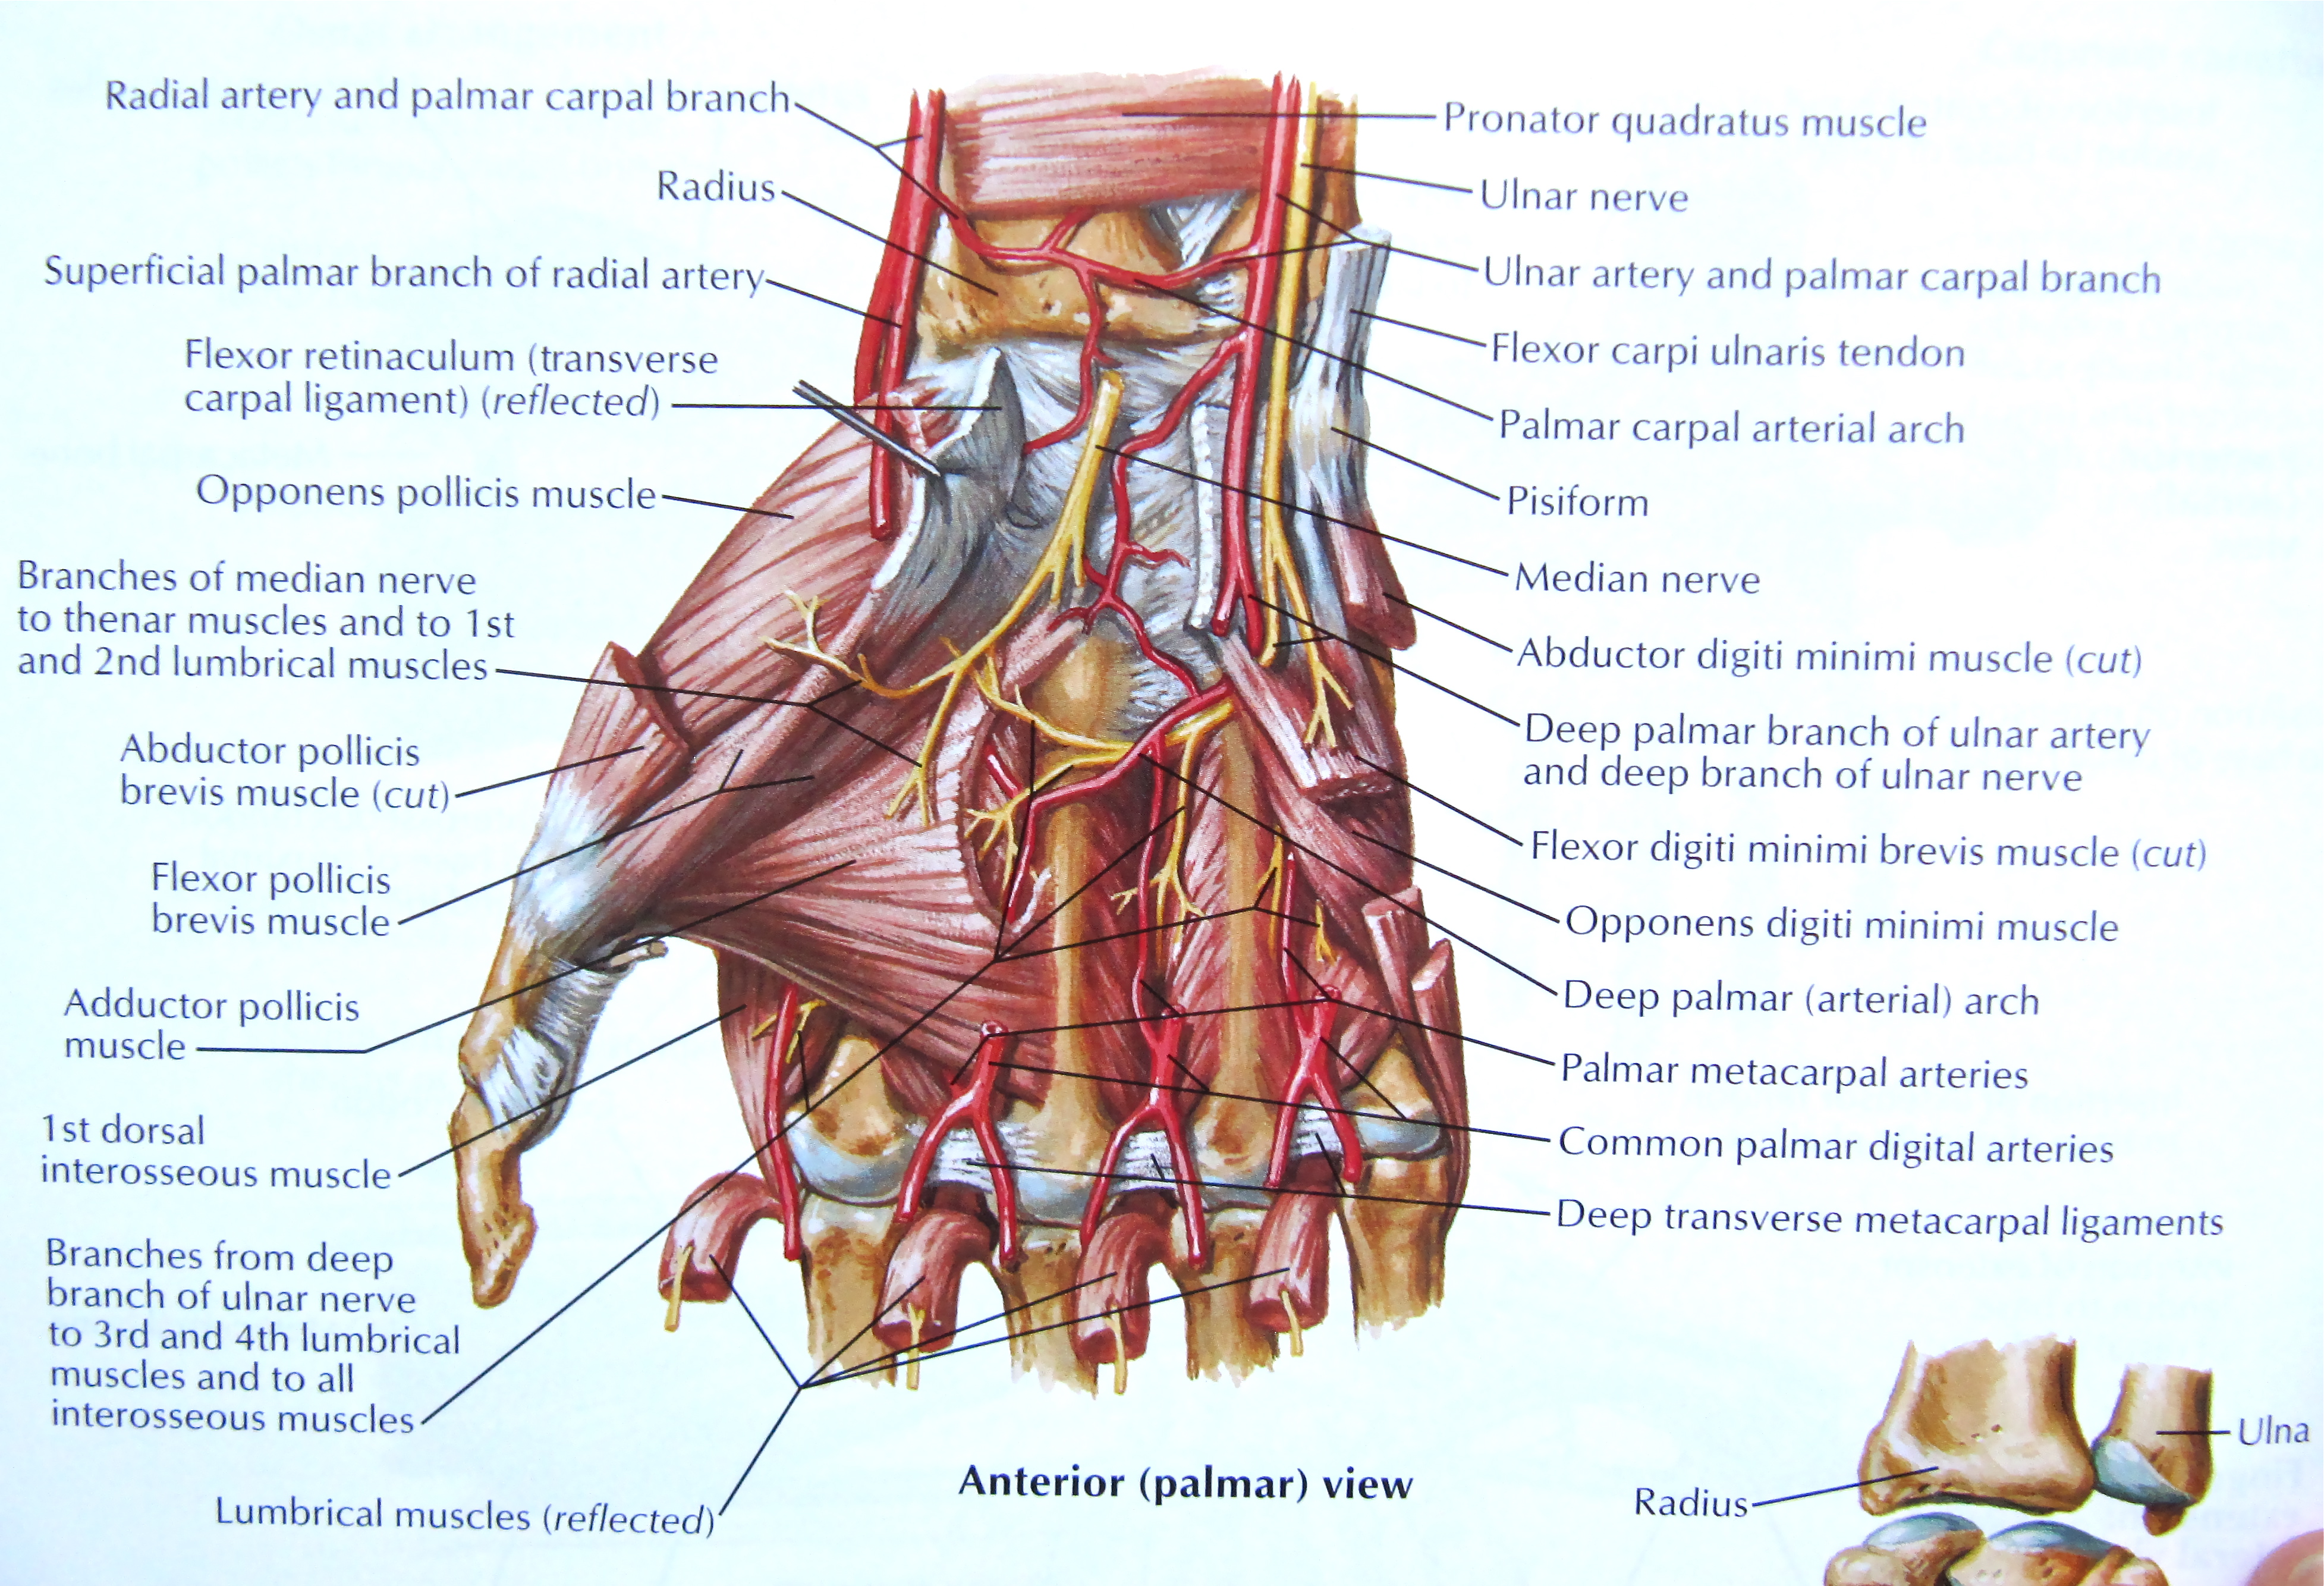 Radial artery and palmar carpal branch
Radius
Superficial palmar branch of radial artery
Flexor retinaculum (transverse
carpal ligament) (reflected)
Opponens pollicis muscle
Branches of median nerve
to thenar muscles and to 1st
and 2nd lumbrical muscles
Abductor pollicis
brevis muscle (cut)
Flexor pollicis
brevis muscle
Adductor pollicis
muscle
1st dorsal
interosseous muscle
Branches from deep
branch of ulnar nerve
to 3rd and 4th lumbrical
muscles and to all
interosseous muscles
Lumbrical muscles (reflected)
Pronator quadratus muscle
Ulnar nerve
Ulnar artery and palmar carpal branch
Flexor carpi ulnaris tendon
Palmar carpal arterial arch
Pisiform
Median nerve
Abductor digiti minimi muscle (cut)
Deep palmar branch of ulnar artery
and deep branch of ulnar nerve
Flexor digiti minimi brevis muscle (cut)
Opponens digiti minimi muscle
Deep palmar (arterial) arch
Palmar metacarpal arteries
Common palmar digital arteries
Deep transverse metacarpal ligaments
Anterior (palmar) view
Ulna
Radius